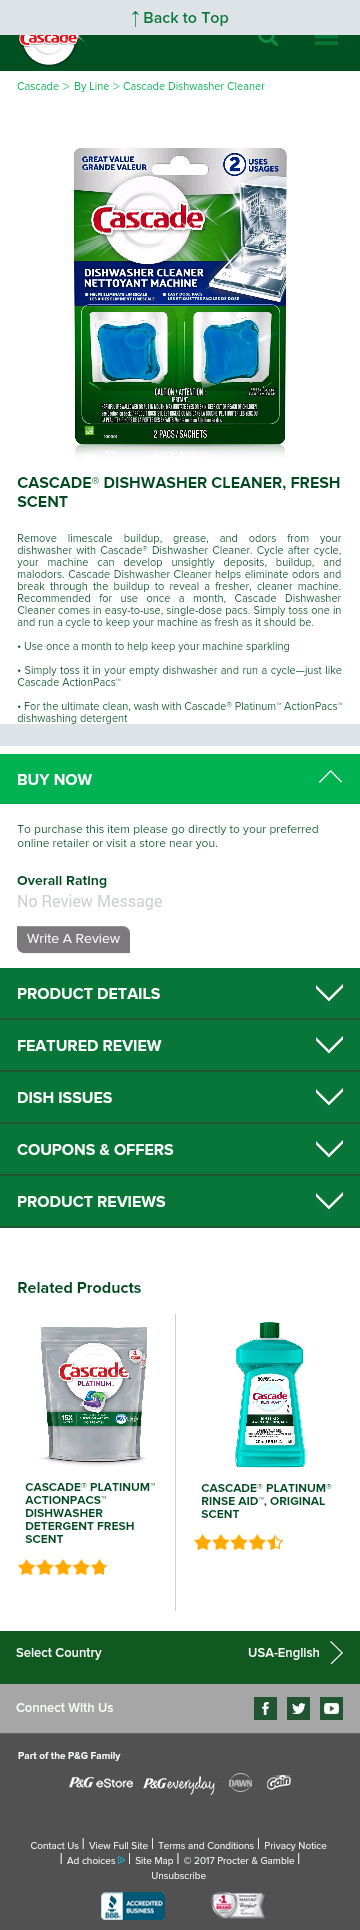 ↑ Back to Top
Cascade
Cascade > By Line > Cascade Dishwasher Cleaner
GREAT VALUE
GRANDE VALEUR
2 USES
USAGES
Cascade
DISHWASHER CLEANER
NETTOYANT MACHINE
CAUTION / ATTENTION:
2 PACS / SACHETS
CASCADE® DISHWASHER CLEANER, FRESH
SCENT
Remove limescale buildup, grease, and odors from your
dishwasher with Cascade® Dishwasher Cleaner. Cycle after cycle,
your machine can develop unsightly deposits, buildup, and
malodors. Cascade Dishwasher Cleaner helps eliminate odors and
break through the buildup to reveal a fresher, cleaner machine.
Recommended for use once a month, Cascade Dishwasher
Cleaner comes in easy-to-use, single-dose pacs. Simply toss one in
and run a cycle to keep your machine as fresh as it should be.
• Use once a month to help keep your machine sparkling
• Simply toss it in your empty dishwasher and run a cycle—just like
Cascade ActionPacs™
• For the ultimate clean, wash with Cascade® Platinum™ ActionPacs™
dishwashing detergent
BUY NOW
To purchase this item please go directly to your preferred
online retailer or visit a store near you.
Overall Rating
No Review Message
Write A Review
PRODUCT DETAILS
FEATURED REVIEW
DISH ISSUES
COUPONS & OFFERS
PRODUCT REVIEWS
Related Products
Cascade
PLATINUM
Cascade
CASCADE® PLATINUM™
ACTIONPACS™
DISHWASHER
DETERGENT FRESH
SCENT
CASCADE® PLATINUM®
RINSE AID™, ORIGINAL
SCENT
Select Country
USA-English
Connect With Us
Part of the P&G Family
P&G eStore P&G everyday DAWN Gain
Contact Us | View Full Site | Terms and Conditions | Privacy Notice
| Ad choices | Site Map | © 2017 Procter & Gamble |
Unsubscribe
BBB ACCREDITED
BUSINESS